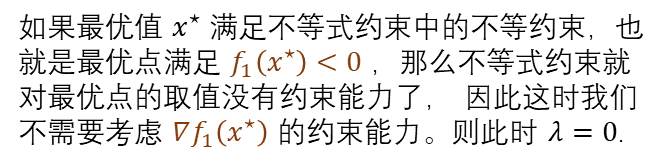 如果最优值 x* 满足不等式约束中的不等约束，也
就是最优点满足 f₁(x*) < 0 ，那么不等式约束就
对最优点的取值没有约束能力了， 因此这时我们
不需要考虑 ∇f₁(x*) 的约束能力。则此时 λ = 0.